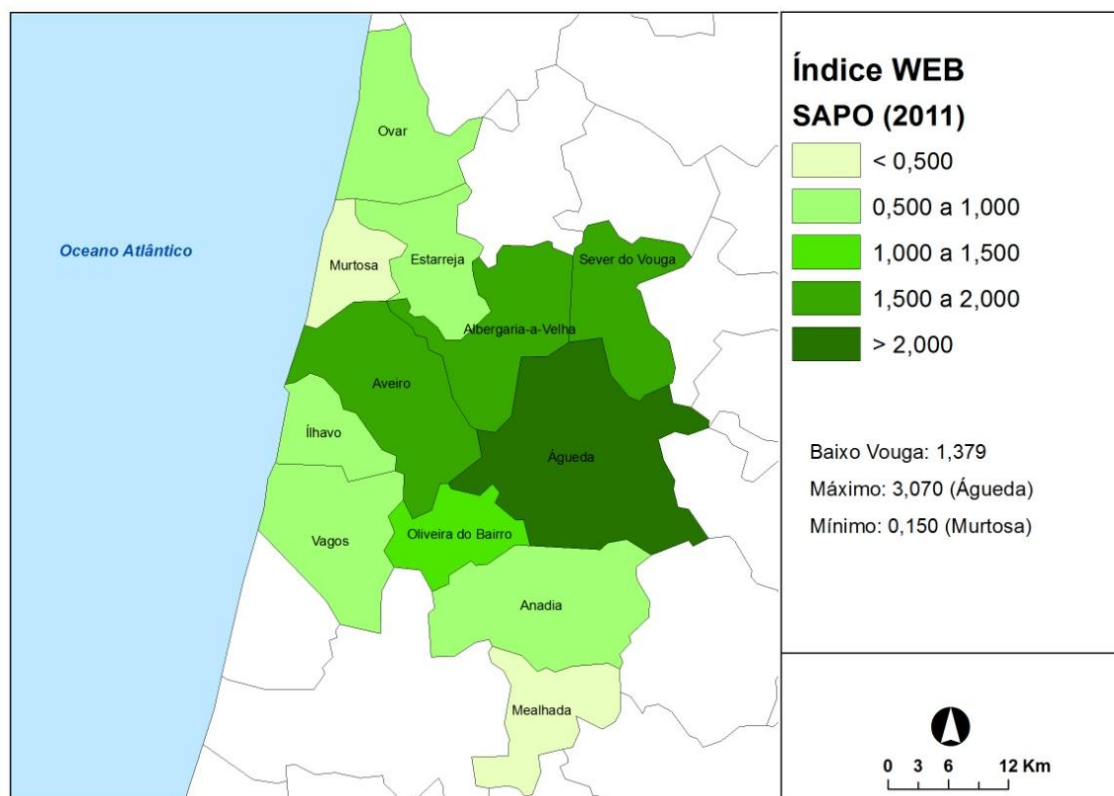 Ovar
Oceano Atlântico
Murtosa
Estarreja
Sever do Vouga
Albergaria-a-Velha
Aveiro
Ílhavo
Águeda
Vagos
Oliveira do Bairro
Anadia
Mealhada
Índice WEB
SAPO (2011)
< 0,500
0,500 a 1,000
1,000 a 1,500
1,500 a 2,000
> 2,000
Baixo Vouga: 1,379
Máximo: 3,070 (Águeda)
Mínimo: 0,150 (Murtosa)
0 3 6 12 Km